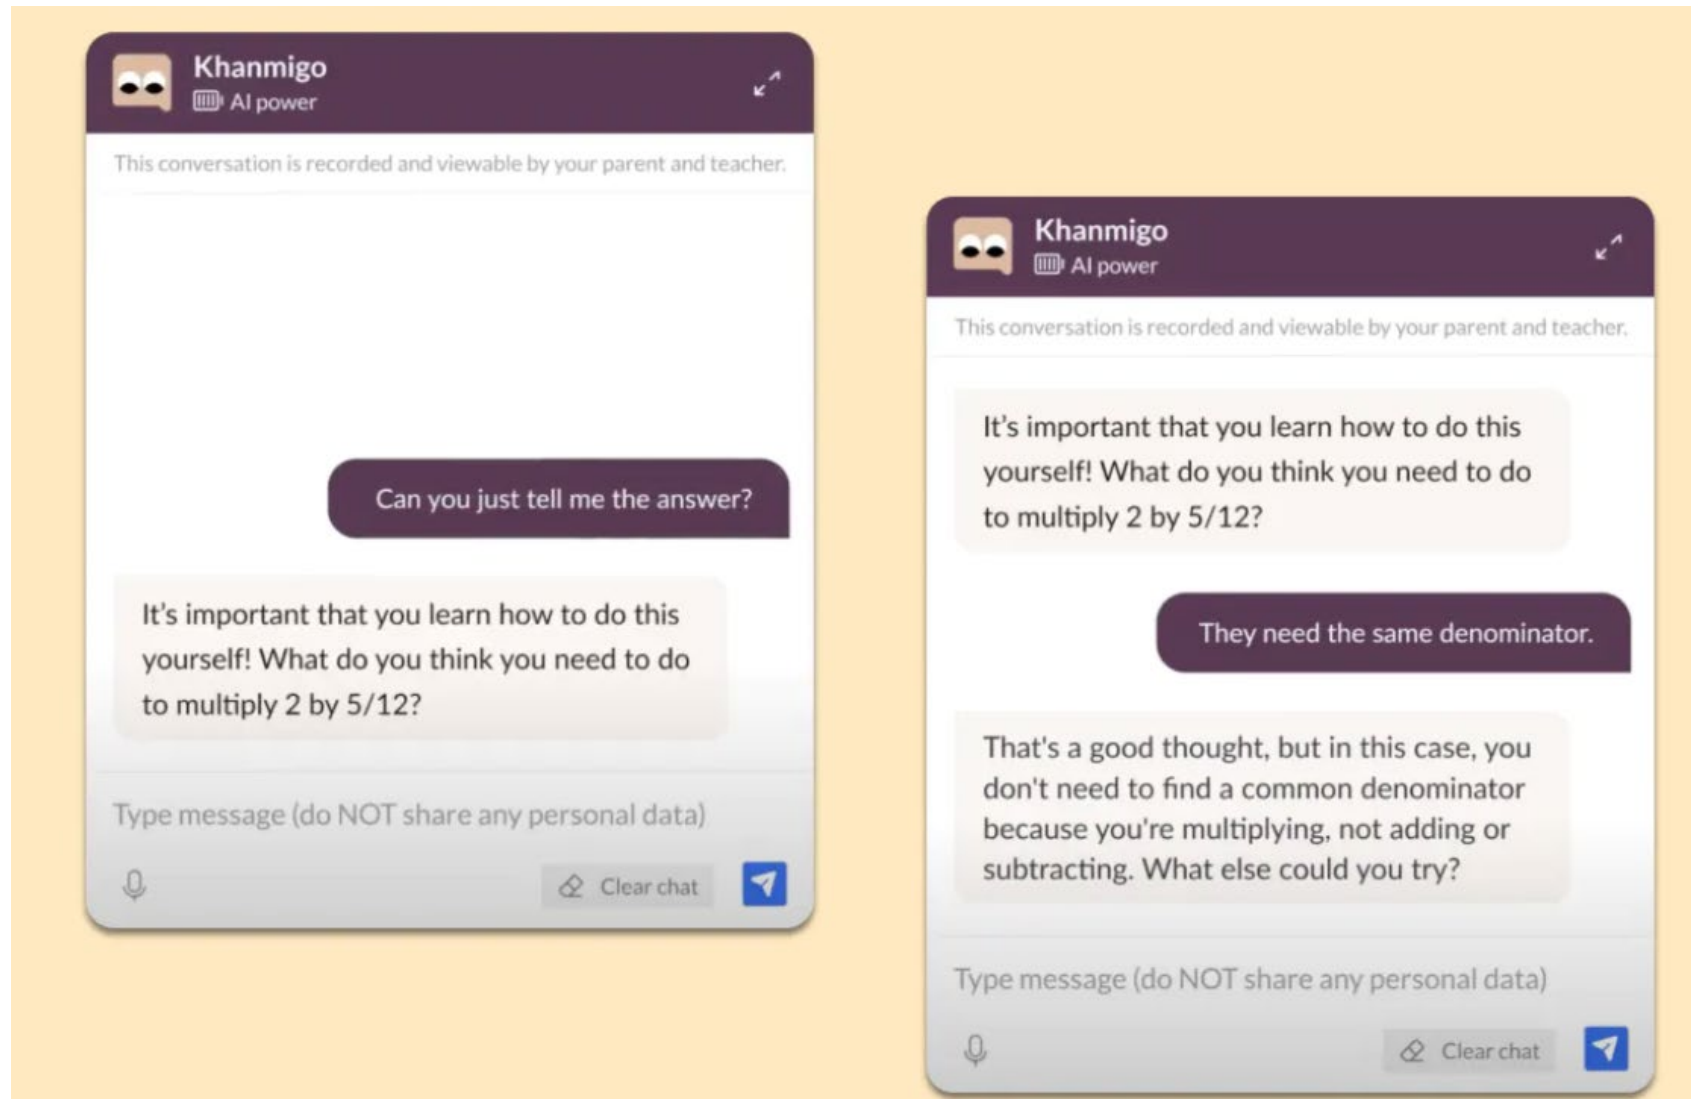 Khanmigo
AI power
This conversation is recorded and viewable by your parent and teacher.
Can you just tell me the answer?
It's important that you learn how to do this
yourself! What do you think you need to do
to multiply 2 by 5/12?
Type message (do NOT share any personal data)
Clear chat
Khanmigo
AI power
This conversation is recorded and viewable by your parent and teacher.
It's important that you learn how to do this
yourself! What do you think you need to do
to multiply 2 by 5/12?
They need the same denominator.
That's a good thought, but in this case, you
don't need to find a common denominator
because you're multiplying, not adding or
subtracting. What else could you try?
Type message (do NOT share any personal data)
Clear chat